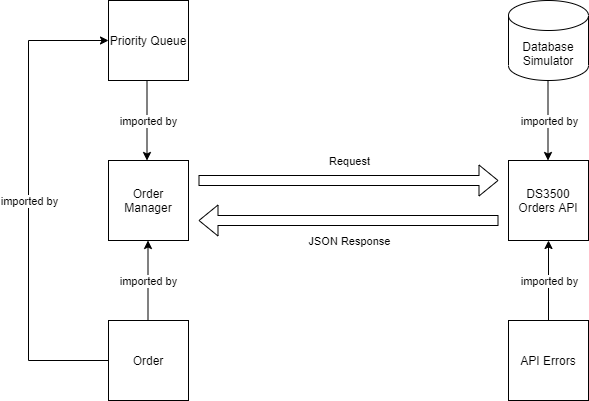 Priority Queue
Database
Simulator
imported by
imported by
Request
Order
Manager
DS3500
Orders API
imported by
JSON Response
imported by
imported by
Order
API Errors